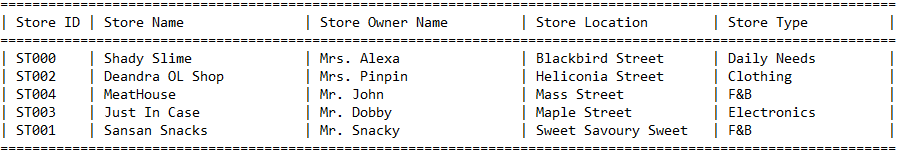 ===============================================================================================================
| Store ID | Store Name               | Store Owner Name         | Store Location        | Store Type           |
===============================================================================================================
| ST000    | Shady Slime              | Mrs. Alexa               | Blackbird Street      | Daily Needs          |
| ST002    | Deandra OL Shop          | Mrs. Pinpin              | Heliconia Street      | Clothing             |
| ST004    | MeatHouse                | Mr. John                 | Mass Street           | F&B                  |
| ST003    | Just In Case             | Mr. Dobby                | Maple Street          | Electronics          |
| ST001    | Sansan Snacks            | Mr. Snacky               | Sweet Savoury Sweet   | F&B                  |
===============================================================================================================